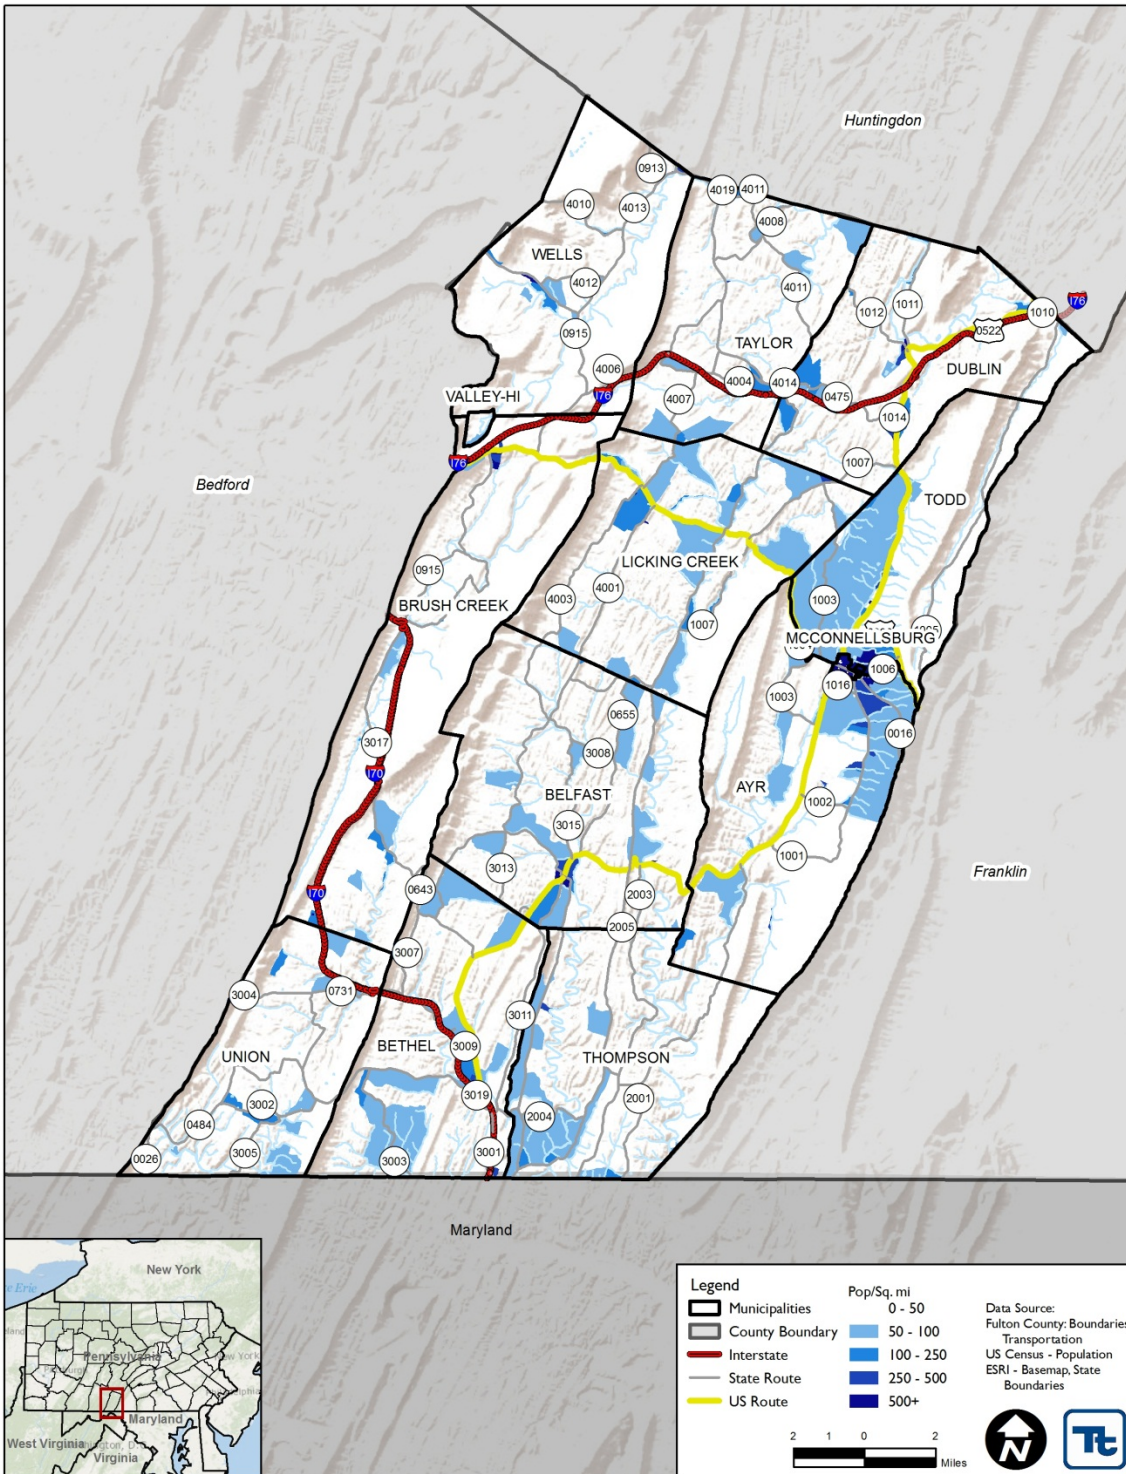 Huntingdon
0913
4019
4011
4010
4013
4008
WELLS
4012
4011
1012
1011
1010
I76
0522
0915
TAYLOR
DUBLIN
4006
4004
4014
0475
VALLEY-HI
I76
4007
1014
I76
1007
Bedford
TODD
LICKING CREEK
0915
4003
4001
1003
BRUSH CREEK
1007
MCCONNELLSBURG
1006
1016
1003
0655
0016
3017
3008
I70
AYR
BELFAST
1002
3015
1001
3013
Franklin
I70
0643
2003
2005
3007
3004
0731
3011
BETHEL
3009
UNION
THOMPSON
3019
3002
2004
2001
0484
3001
0026
3005
3003
Maryland
New York
Pennsylvania
Maryland
West Virginia
Virginia
Legend
Municipalities
County Boundary
Interstate
State Route
US Route
Pop/Sq. mi
0 - 50
50 - 100
100 - 250
250 - 500
500+
Data Source:
Fulton County: Boundaries
Transportation
US Census - Population
ESRI - Basemap, State
Boundaries
2 1 0 2
Miles
N
Tt